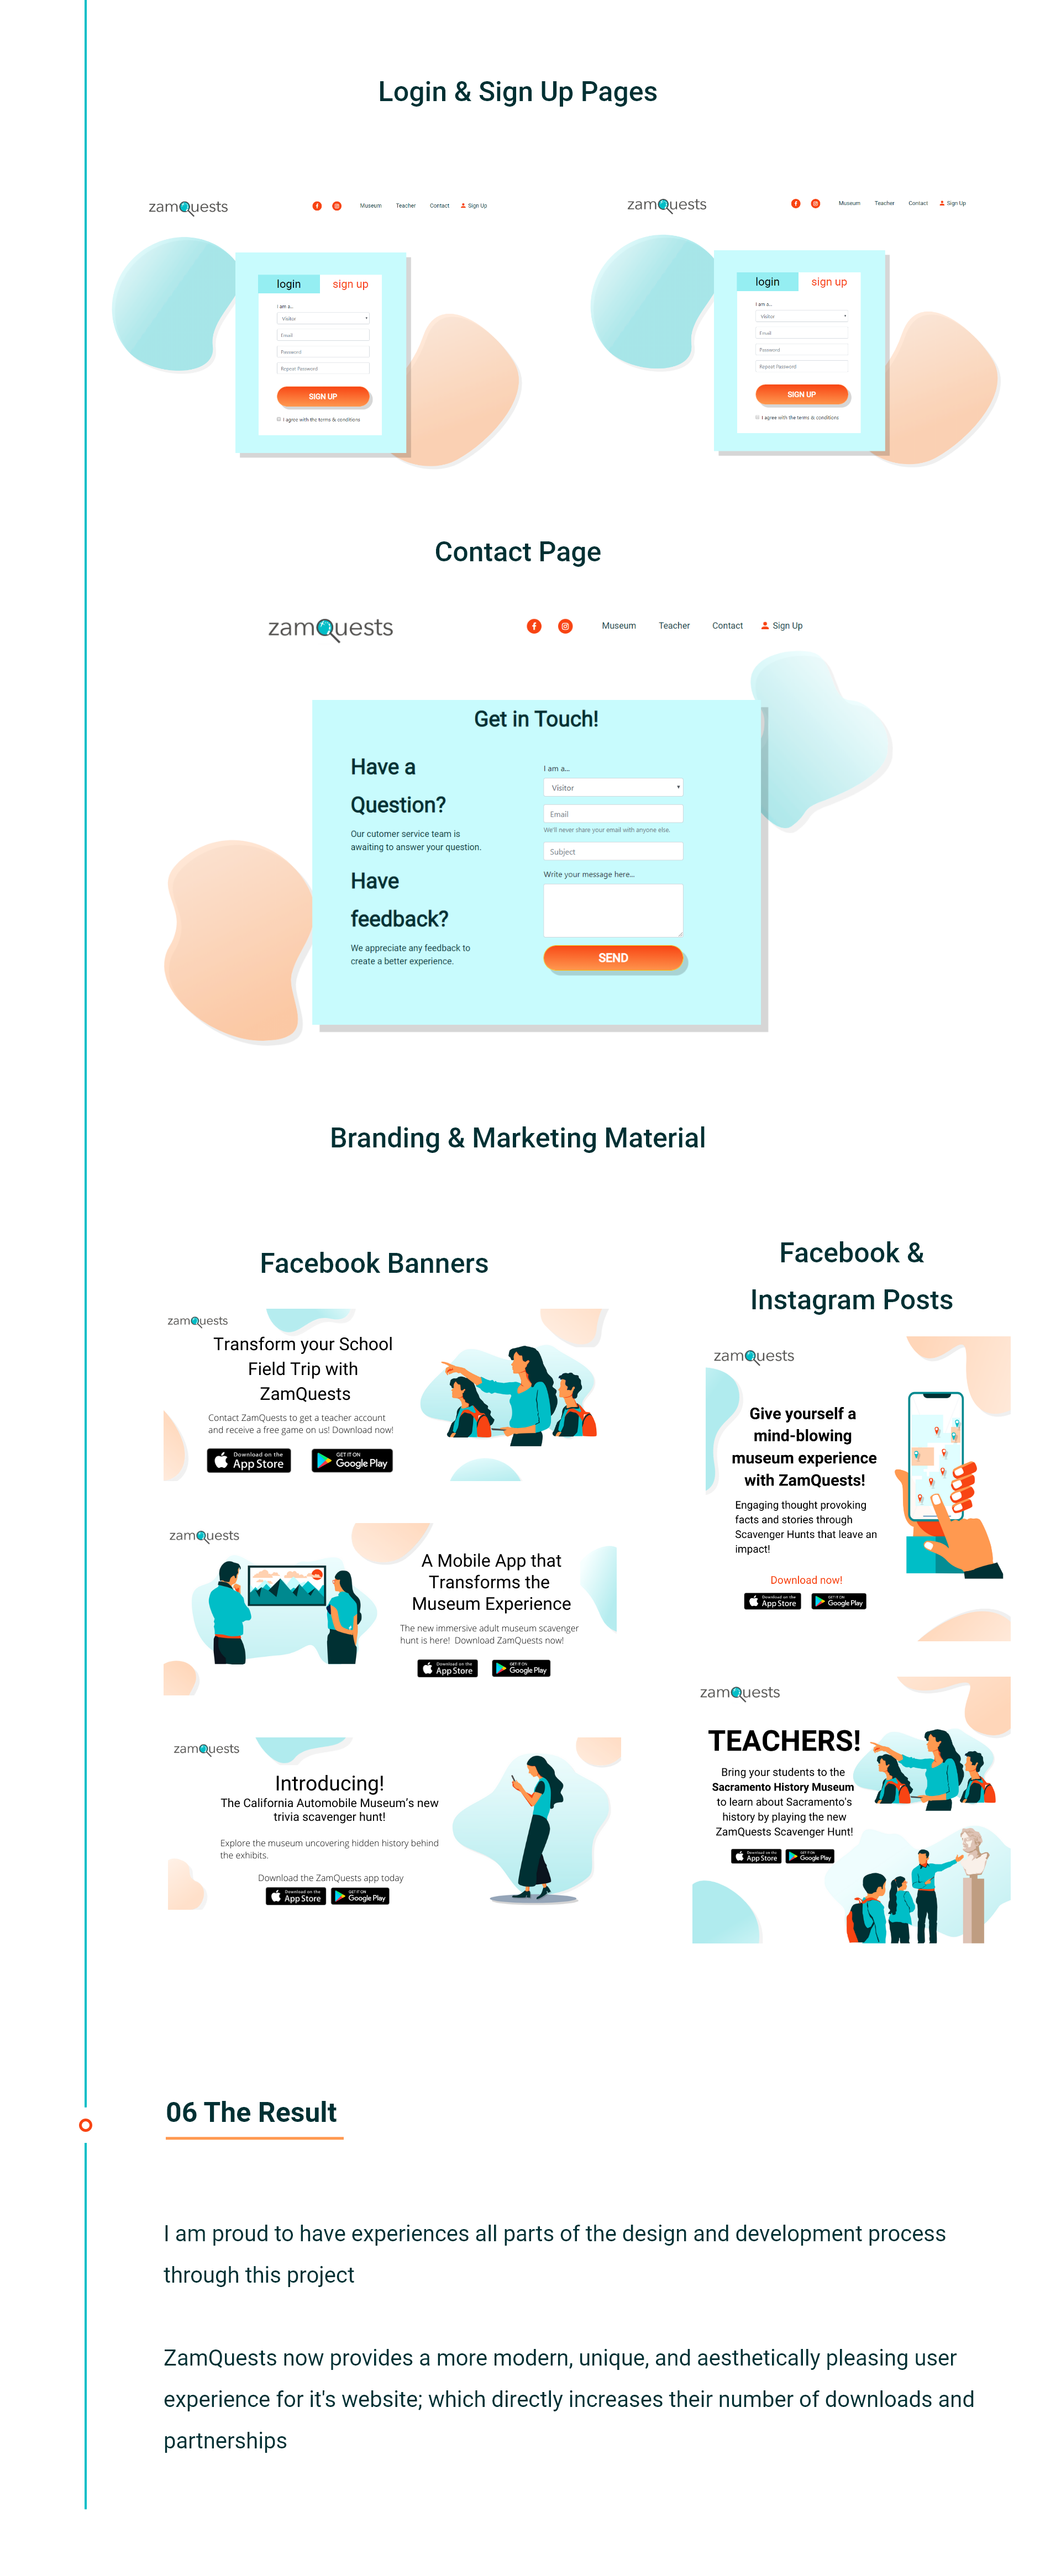 Login & Sign Up Pages
zamQuests
Museum Teacher Contact Sign Up
login sign up
I am a...
Visitor
Email
Password
Repeat Password
SIGN UP
I agree with the terms & conditions
zamQuests
Museum Teacher Contact Sign Up
login sign up
I am a...
Visitor
Email
Password
Repeat Password
SIGN UP
I agree with the terms & conditions
Contact Page
zamQuests
Museum Teacher Contact Sign Up
Get in Touch!
Have a
Question?
Our cutomer service team is
awaiting to answer your question.
Have
feedback?
We appreciate any feedback to
create a better experience.
I am a...
Visitor
Email
We'll never share your email with anyone else.
Subject
Write your message here...
SEND
Branding & Marketing Material
Facebook Banners
zamQuests
Transform your School
Field Trip with
ZamQuests
Contact ZamQuests to get a teacher account
and receive a free game on us! Download now!
Download on the
App Store
GET IT ON
Google Play
zamQuests
A Mobile App that
Transforms the
Museum Experience
The new immersive adult museum scavenger
hunt is here! Download ZamQuests now!
Download on the
App Store
GET IT ON
Google Play
zamQuests
Introducing!
The California Automobile Museum's new
trivia scavenger hunt!
Explore the museum uncovering hidden history behind
the exhibits.
Download the ZamQuests app today
Download on the
App Store
GET IT ON
Google Play
Facebook &
Instagram Posts
zamQuests
Give yourself a
mind-blowing
museum experience
with ZamQuests!
Engaging thought provoking
facts and stories through
Scavenger Hunts that leave an
impact!
Download now!
Download on the
App Store
GET IT ON
Google Play
zamQuests
TEACHERS!
Bring your students to the
Sacramento History Museum
to learn about Sacramento's
history by playing the new
ZamQuests Scavenger Hunt!
Download on the
App Store
GET IT ON
Google Play
06 The Result
I am proud to have experiences all parts of the design and development process
through this project
ZamQuests now provides a more modern, unique, and aesthetically pleasing user
experience for it's website; which directly increases their number of downloads and
partnerships